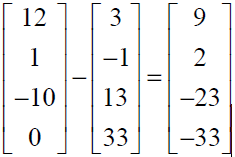 [12] - [3] = [9]
[1] - [-1] = [2]
[-10] - [13] = [-23]
[0] - [33] = [-33]